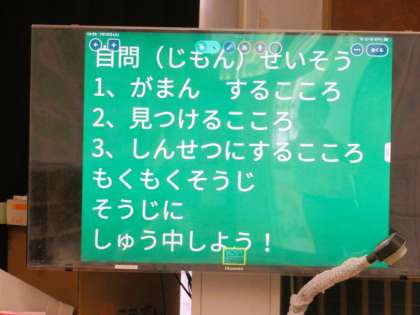 自問（じもん）せいそう
1、がまん　するこころ
2、見つけるこころ
3、しんせつにするこころ
もくもくそうじ
そうじに
しゅう中しよう！
Hisense